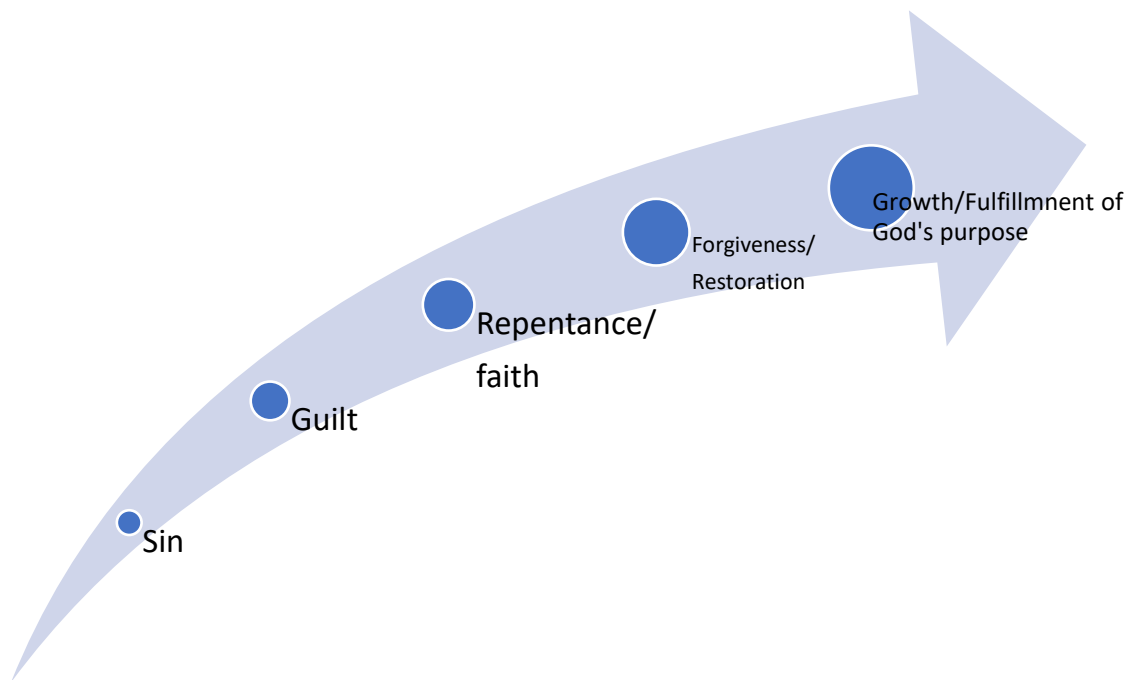 Growth/Fulfillmnent of
God's purpose
Forgiveness/
Restoration
Repentance/
faith
Guilt
Sin